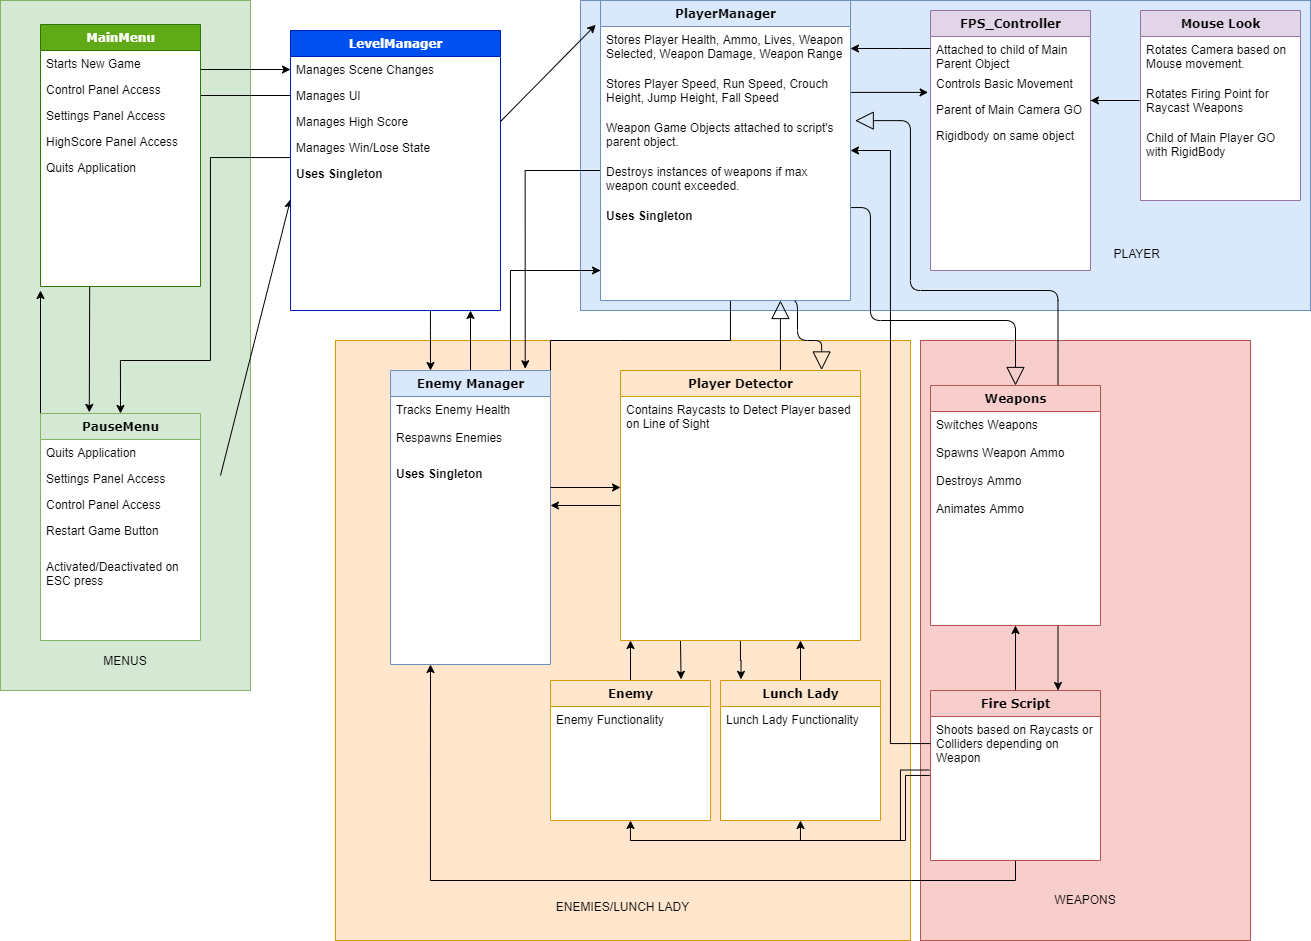 MainMenu
Starts New Game
Control Panel Access
Settings Panel Access
HighScore Panel Access
Quits Application
PauseMenu
Quits Application
Settings Panel Access
Control Panel Access
Restart Game Button
Activated/Deactivated on
ESC press
MENUS
LevelManager
Manages Scene Changes
Manages UI
Manages High Score
Manages Win/Lose State
Uses Singleton
PlayerManager
Stores Player Health, Ammo, Lives, Weapon
Selected, Weapon Damage, Weapon Range
Stores Player Speed, Run Speed, Crouch
Height, Jump Height, Fall Speed
Weapon Game Objects attached to script's
parent object.
Destroys instances of weapons if max
weapon count exceeded.
Uses Singleton
FPS_Controller
Attached to child of Main
Parent Object
Controls Basic Movement
Parent of Main Camera GO
Rigidbody on same object
Mouse Look
Rotates Camera based on
Mouse movement.
Rotates Firing Point for
Raycast Weapons
Child of Main Player GO
with RigidBody
PLAYER
Enemy Manager
Tracks Enemy Health
Respawns Enemies
Uses Singleton
Player Detector
Contains Raycasts to Detect Player based
on Line of Sight
Enemy
Enemy Functionality
Lunch Lady
Lunch Lady Functionality
ENEMIES/LUNCH LADY
Weapons
Switches Weapons
Spawns Weapon Ammo
Destroys Ammo
Animates Ammo
Fire Script
Shoots based on Raycasts or
Colliders depending on
Weapon
WEAPONS